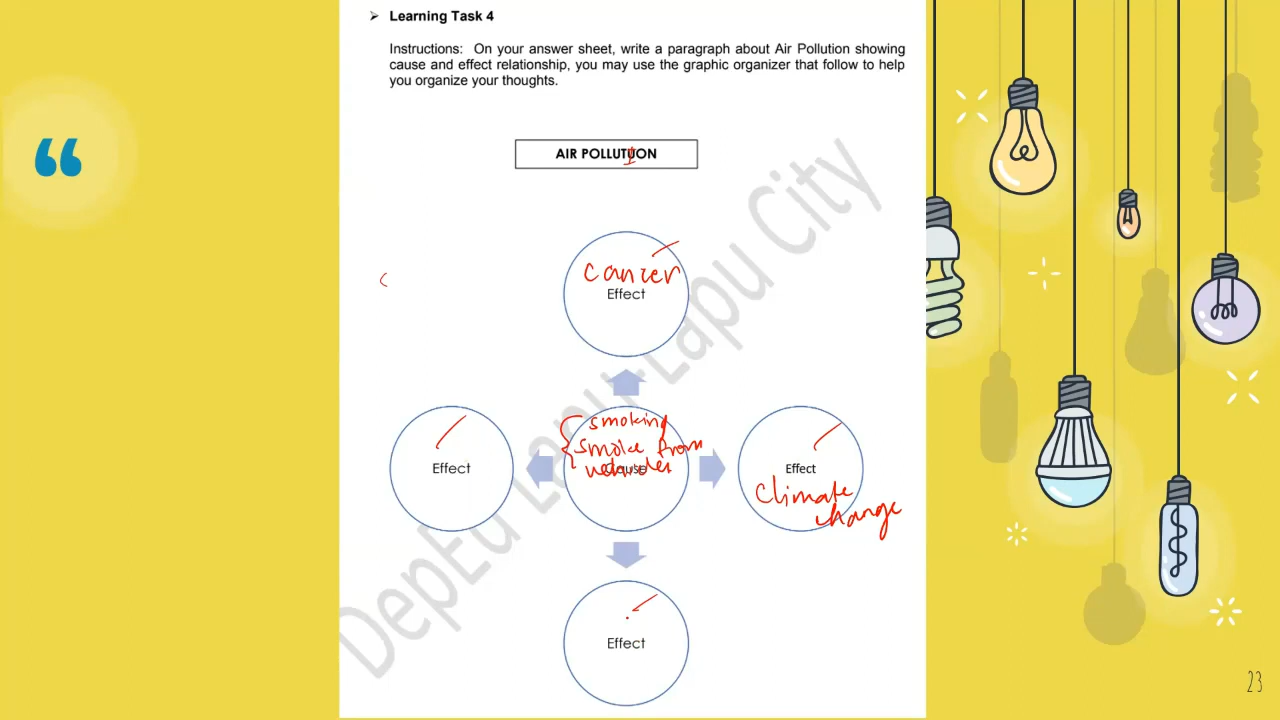 ➤ Learning Task 4
Instructions: On your answer sheet, write a paragraph about Air Pollution showing
cause and effect relationship, you may use the graphic organizer that follow to help
you organize your thoughts.
AIR POLLUTION
cancer
Effect
smoking
smoke from
vehicles
Cause
Effect
Effect
Climate
change
Effect
DepEd Lapu-Lapu City
23